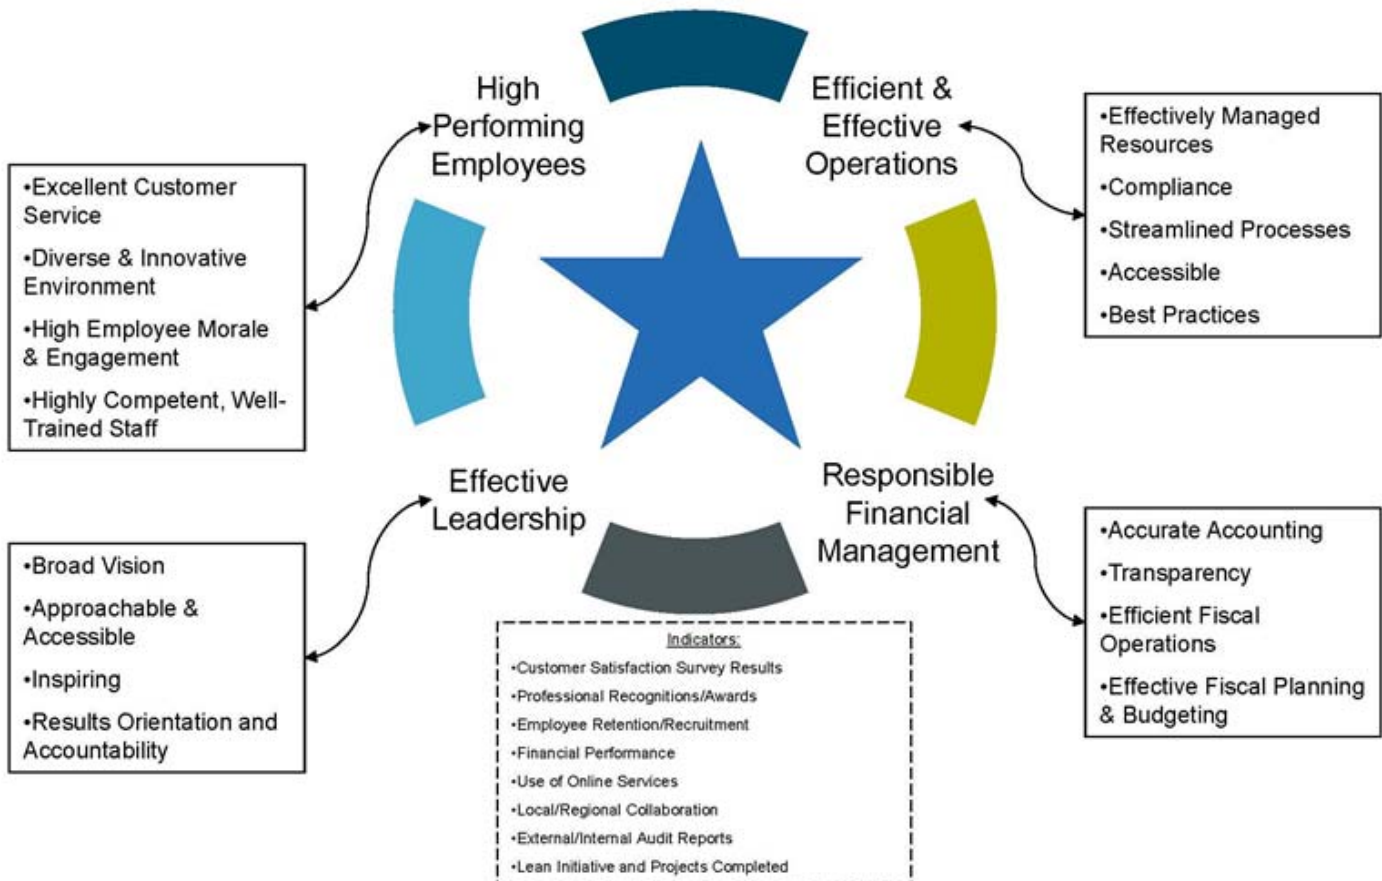 High
Performing
Employees
Efficient &
Effective
Operations
•Excellent Customer
Service
•Diverse & Innovative
Environment
•High Employee Morale
& Engagement
•Highly Competent, Well-
Trained Staff
•Effectively Managed
Resources
•Compliance
•Streamlined Processes
•Accessible
•Best Practices
Effective
Leadership
Responsible
Financial
Management
•Broad Vision
•Approachable &
Accessible
•Inspiring
•Results Orientation and
Accountability
•Accurate Accounting
•Transparency
•Efficient Fiscal
Operations
•Effective Fiscal Planning
& Budgeting
Indicators:
•Customer Satisfaction Survey Results
•Professional Recognitions/Awards
•Employee Retention/Recruitment
•Financial Performance
•Use of Online Services
•Local/Regional Collaboration
•External/Internal Audit Reports
•Lean Initiative and Projects Completed